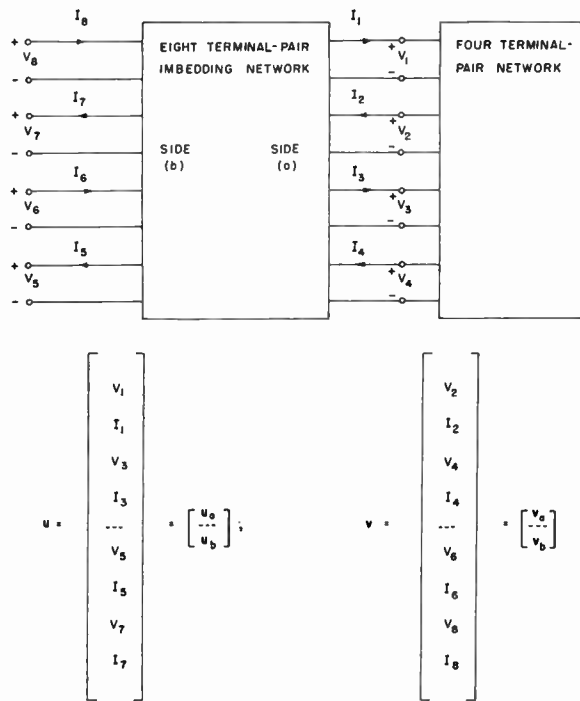 I8
I1
+
V8
-
EIGHT TERMINAL-PAIR
IMBEDDING NETWORK
+
V1
-
FOUR TERMINAL-
PAIR NETWORK
I7
I2
+
V7
-
SIDE
(b)
SIDE
(a)
+
V2
-
I6
I3
+
V6
-
+
V3
-
I5
I4
+
V5
-
+
V4
-
u =
V1
I1
V3
I3
---
V5
I5
V7
I7
= [ua --- ub] ;
v =
V2
I2
V4
I4
---
V6
I6
V8
I8
= [va --- vb]